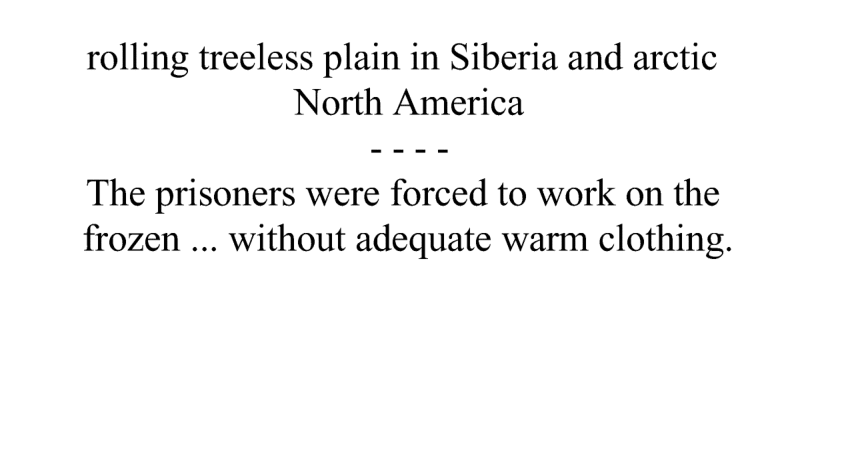 rolling treeless plain in Siberia and arctic
North America
- - - -
The prisoners were forced to work on the
frozen ... without adequate warm clothing.